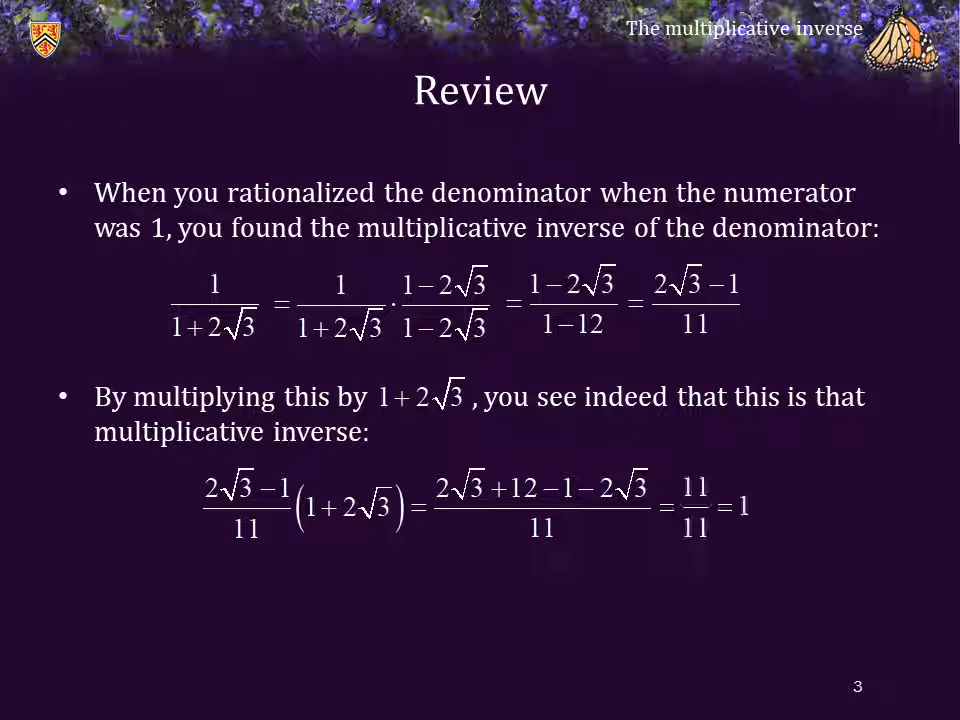 The multiplicative inverse
Review
• When you rationalized the denominator when the numerator
was 1, you found the multiplicative inverse of the denominator:
1/(1+2√3) = 1/(1+2√3) · (1−2√3)/(1−2√3) = (1−2√3)/(1−12) = (2√3−1)/11
• By multiplying this by 1+2√3, you see indeed that this is that
multiplicative inverse:
(2√3−1)/11 (1+2√3) = (2√3+12−1−2√3)/11 = 11/11 = 1
3